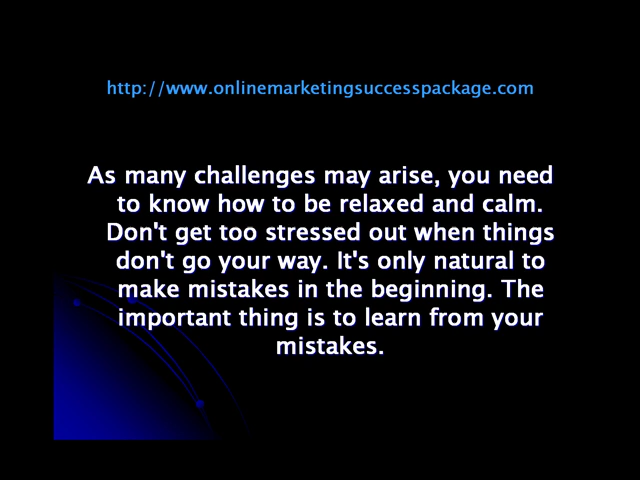 http://www.onlinemarketingsuccesspackage.com
As many challenges may arise, you need
to know how to be relaxed and calm.
Don't get too stressed out when things
don't go your way. It's only natural to
make mistakes in the beginning. The
important thing is to learn from your
mistakes.